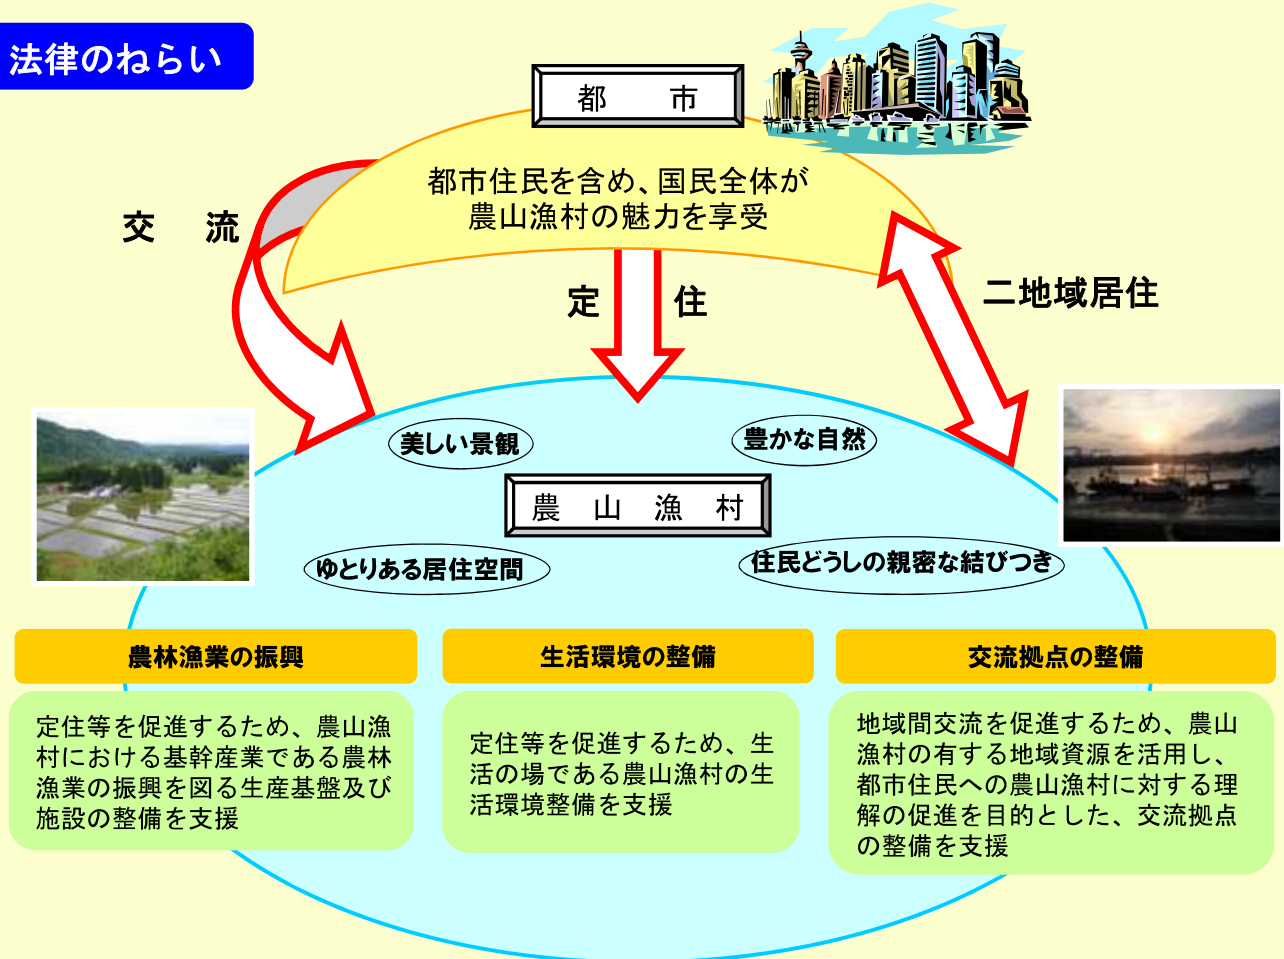 法律のねらい
都 市
都市住民を含め、国民全体が
農山漁村の魅力を享受
交 流
定 住
二地域居住
美しい景観
豊かな自然
農 山 漁 村
ゆとりある居住空間
住民どうしの親密な結びつき
農林漁業の振興
定住等を促進するため、農山漁
村における基幹産業である農林
漁業の振興を図る生産基盤及び
施設の整備を支援
生活環境の整備
定住等を促進するため、生
活の場である農山漁村の生
活環境整備を支援
交流拠点の整備
地域間交流を促進するため、農山
漁村の有する地域資源を活用し、
都市住民への農山漁村に対する理
解の促進を目的とした、交流拠点
の整備を支援